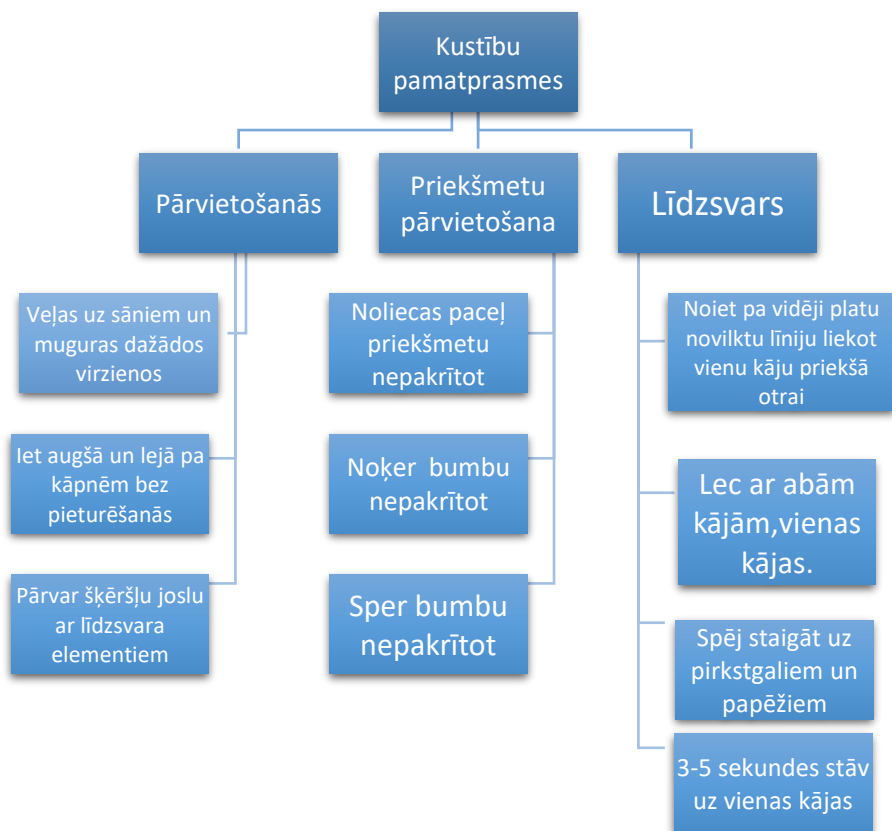 Kustību
pamatprasmes
Pārvietošanās
Priekšmetu
pārvietošana
Līdzsvars
Veļas uz sāniem un
muguras dažādos
virzienos
Iet augšā un lejā pa
kāpnēm bez
pieturēšanās
Pārvar šķēršļu joslu
ar līdzsvara
elementiem
Noliecas paceļ
priekšmetu
nepakrītot
Noķer  bumbu
nepakrītot
Sper bumbu
nepakrītot
Noiet pa vidēji platu
novilktu līniju liekot
vienu kāju priekšā
otrai
Lec ar abām
kājām,vienas
kājas.
Spēj staigāt uz
pirkstgaliem un
papēžiem
3-5 sekundes stāv
uz vienas kājas